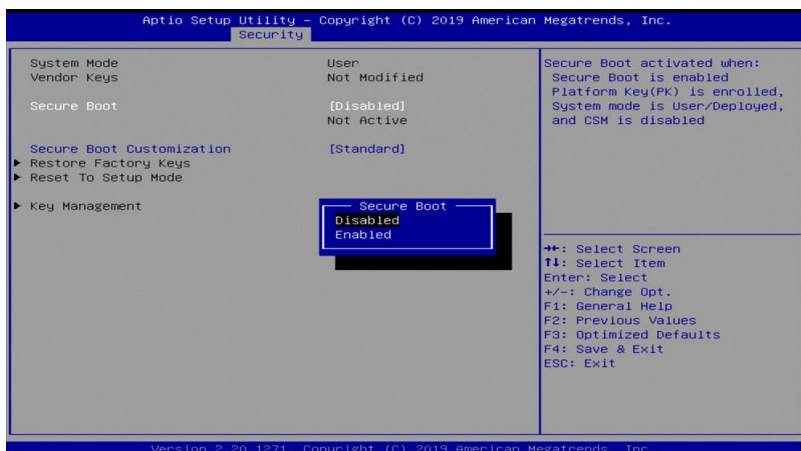 Aptio Setup Utility – Copyright (C) 2019 American Megatrends, Inc.
Security
System Mode User
Vendor Keys Not Modified
Secure Boot [Disabled]
Not Active
Secure Boot Customization [Standard]
Restore Factory Keys
Reset To Setup Mode
Key Management
Secure Boot
Disabled
Enabled
Secure Boot activated when:
Secure Boot is enabled
Platform Key(PK) is enrolled,
System mode is User/Deployed,
and CSM is disabled
→←: Select Screen
↑↓: Select Item
Enter: Select
+/-: Change Opt.
F1: General Help
F2: Previous Values
F3: Optimized Defaults
F4: Save & Exit
ESC: Exit
Version 2.20.1271. Copyright (C) 2019 American Megatrends, Inc.